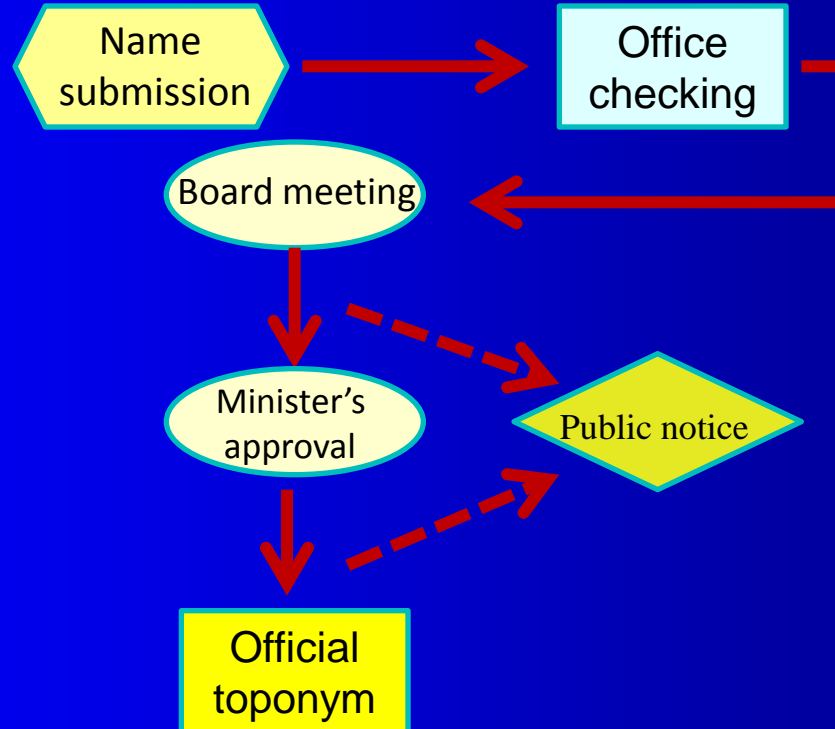 Name
submission
Office
checking
Board meeting
Minister’s
approval
Public notice
Official
toponym